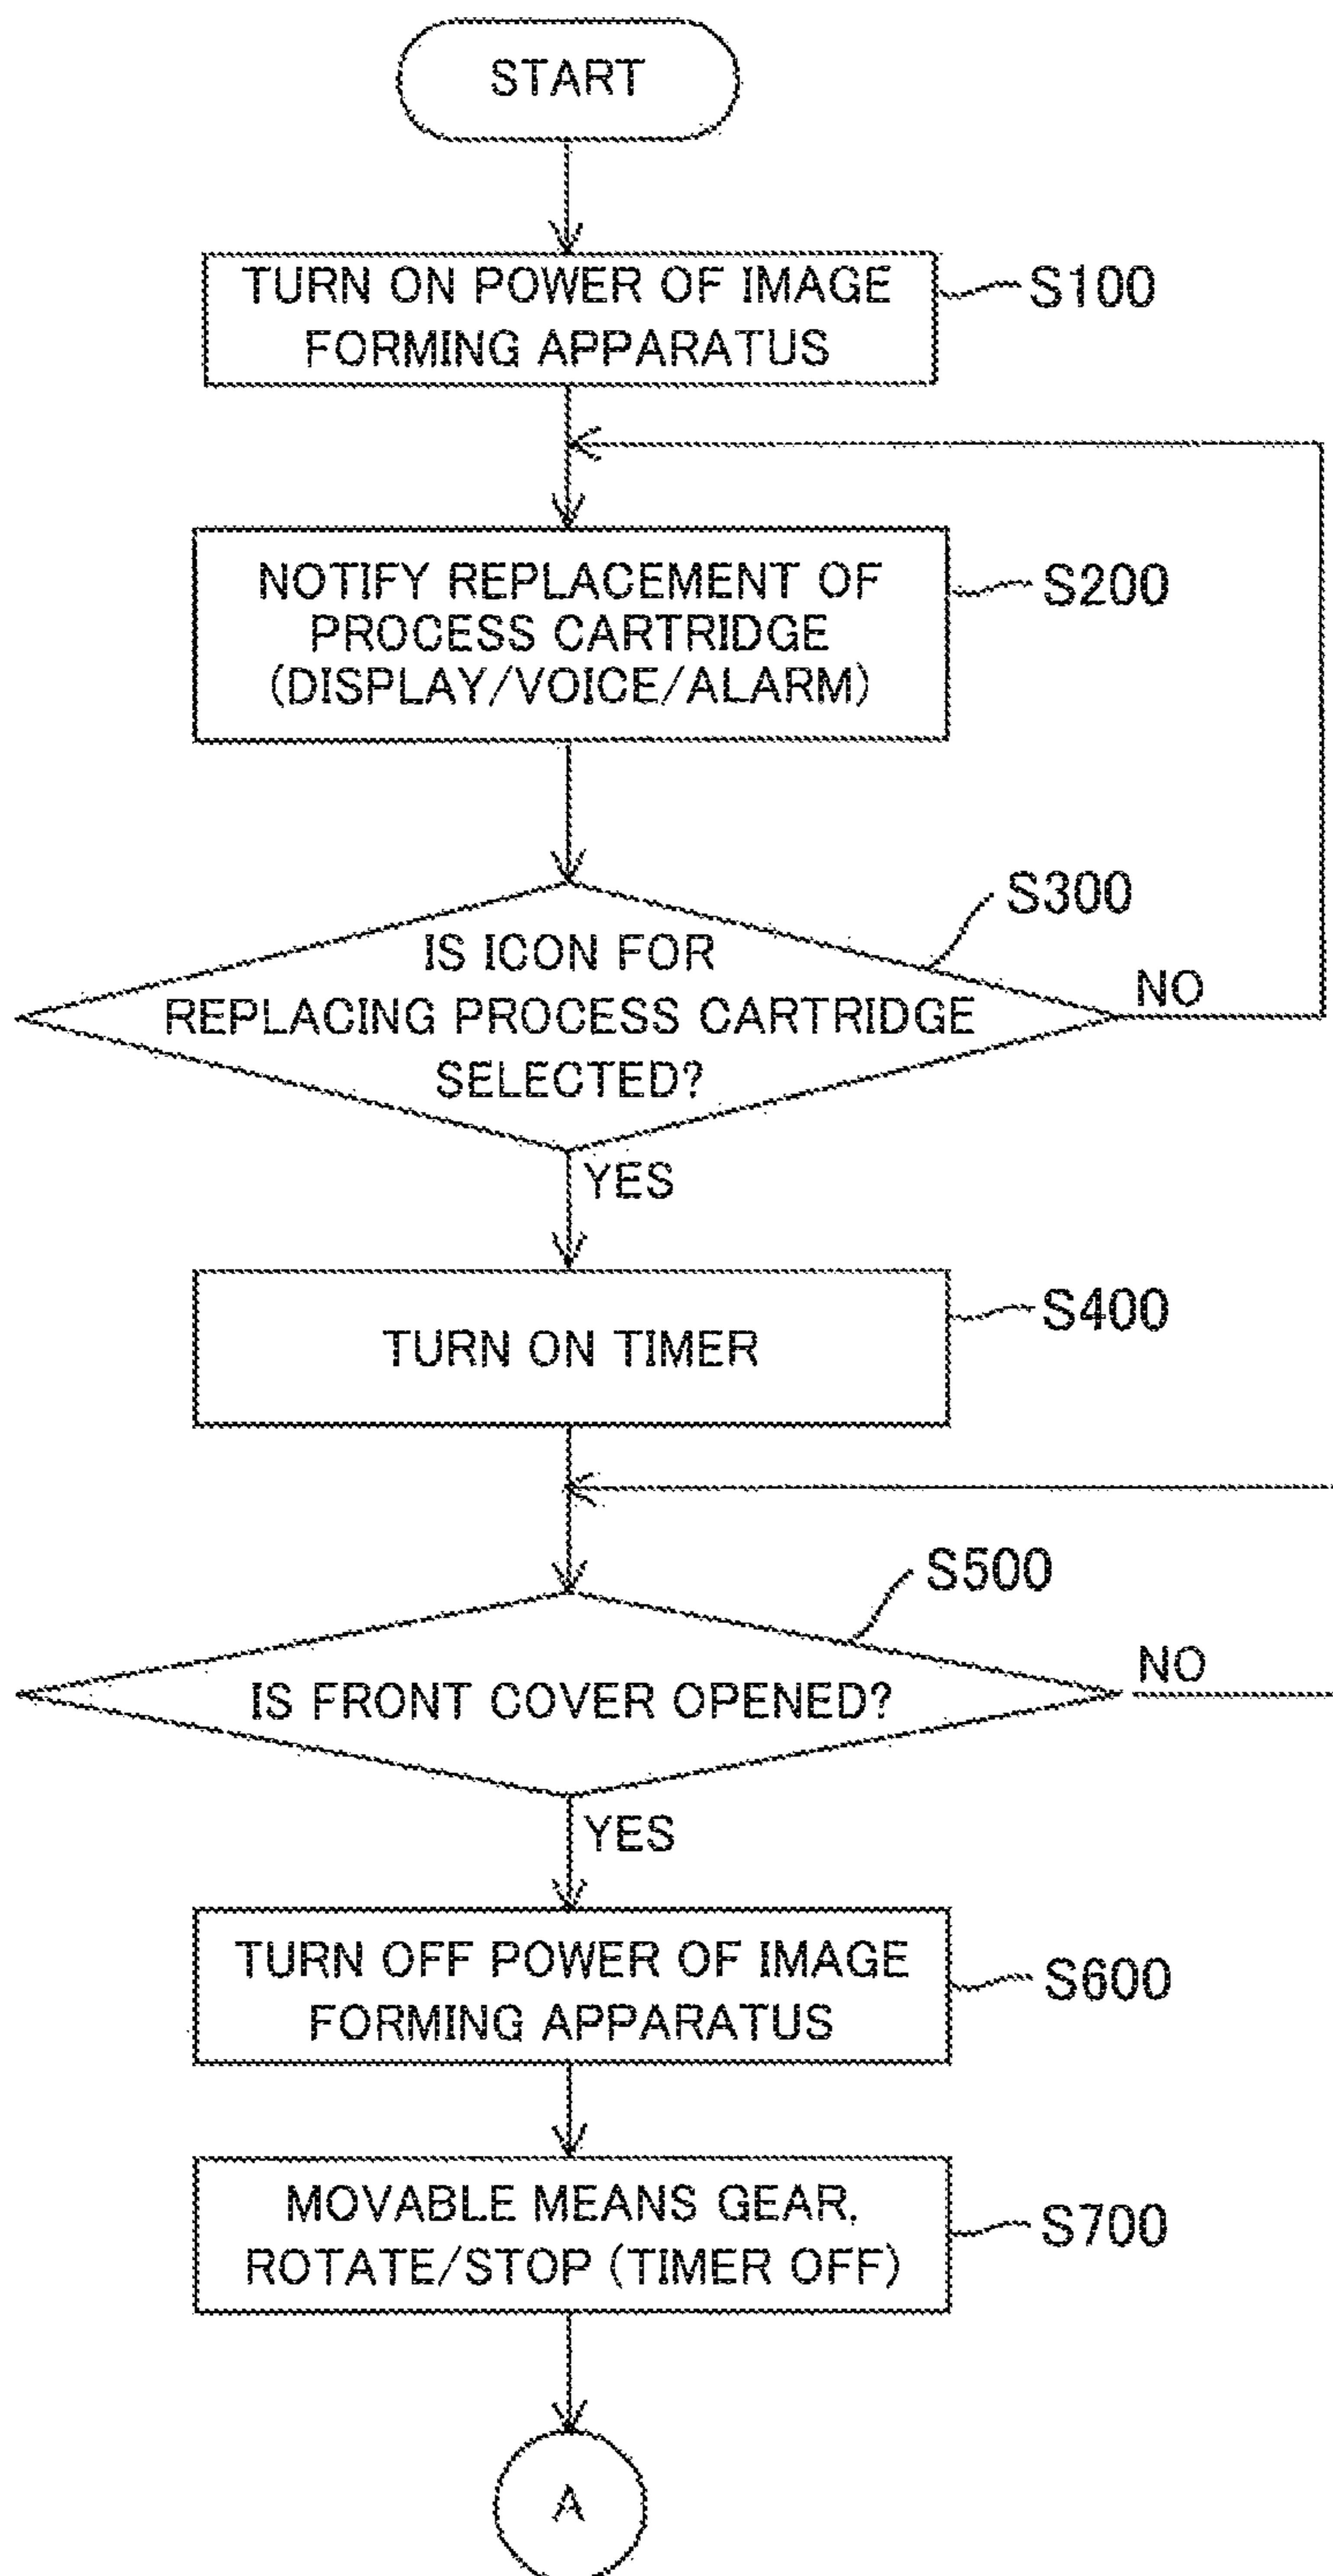 START
TURN ON POWER OF IMAGE
FORMING APPARATUS
S100
NOTIFY REPLACEMENT OF
PROCESS CARTRIDGE
(DISPLAY/VOICE/ALARM)
S200
S300
IS ICON FOR
REPLACING PROCESS CARTRIDGE
SELECTED?
NO
YES
TURN ON TIMER
S400
S500
IS FRONT COVER OPENED?
NO
YES
TURN OFF POWER OF IMAGE
FORMING APPARATUS
S600
MOVABLE MEANS GEAR.
ROTATE/STOP (TIMER OFF)
S700
A